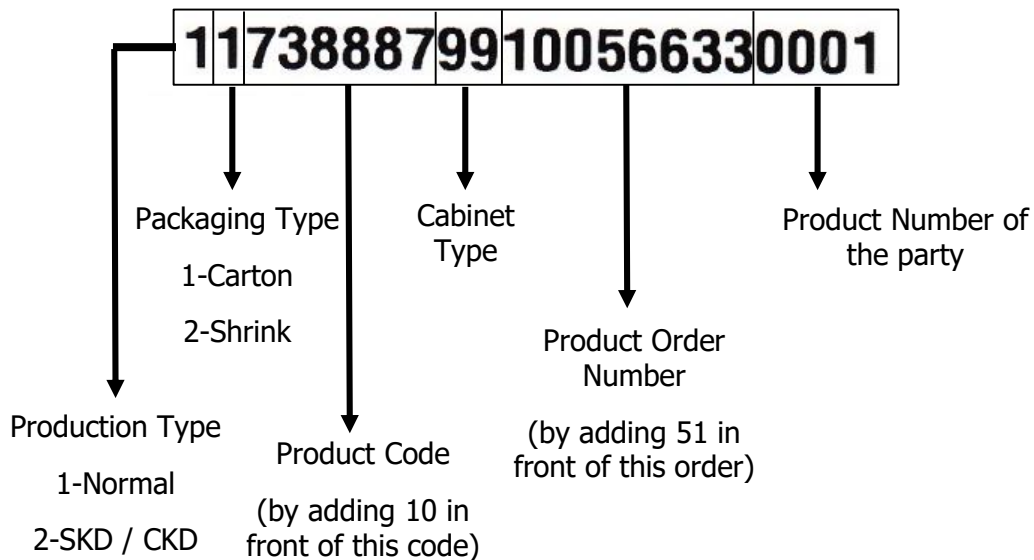 1173888799100566330001
Packaging Type
1-Carton
2-Shrink
Cabinet
Type
Product Number of
the party
Product Order
Number
(by adding 51 in
front of this order)
Production Type
1-Normal
2-SKD / CKD
Product Code
(by adding 10 in
front of this code)